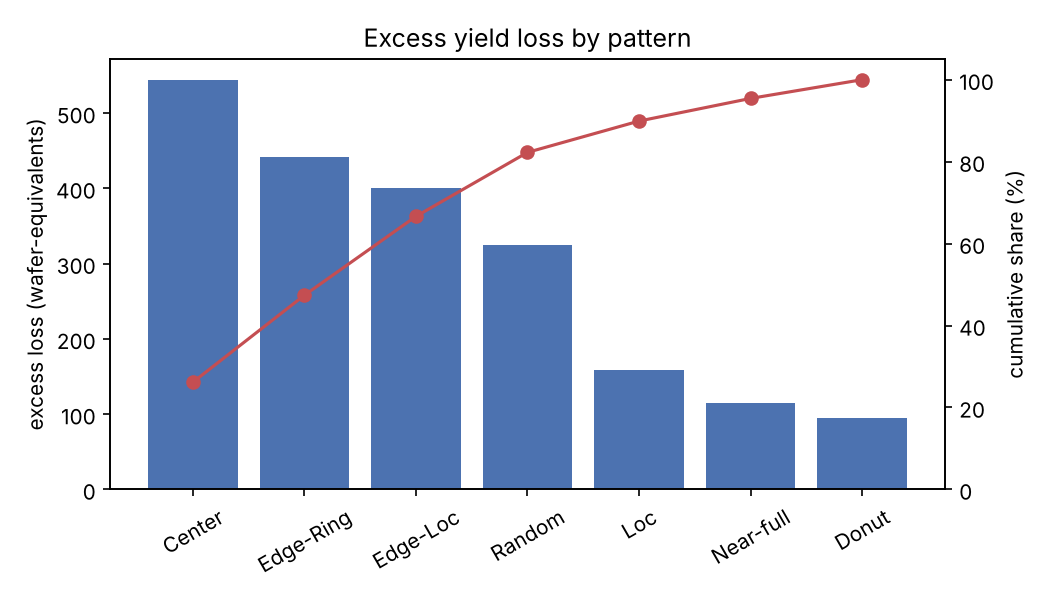 Excess yield loss by pattern
excess loss (wafer-equivalents)
500
400
300
200
100
0
100
80
60
40
20
0
cumulative share (%)
Center
Edge-Ring
Edge-Loc
Random
Loc
Near-full
Donut